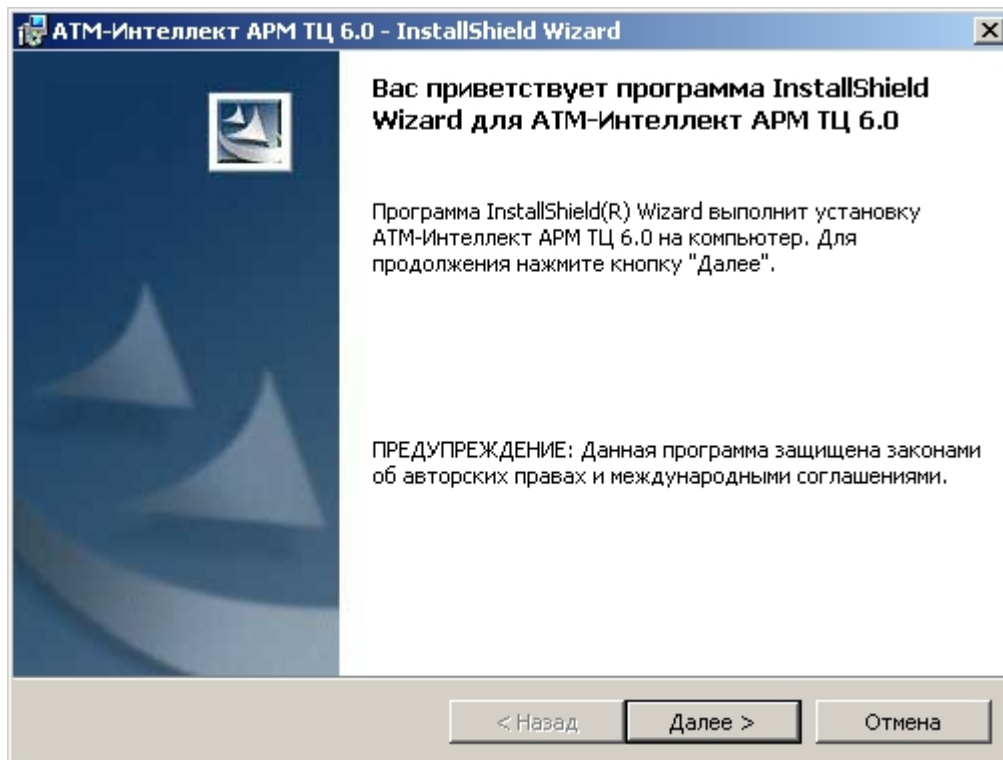 АТМ-Интеллект АРМ ТЦ 6.0 - InstallShield Wizard
Вас приветствует программа InstallShield
Wizard для АТМ-Интеллект АРМ ТЦ 6.0
Программа InstallShield(R) Wizard выполнит установку
АТМ-Интеллект АРМ ТЦ 6.0 на компьютер. Для
продолжения нажмите кнопку "Далее".
ПРЕДУПРЕЖДЕНИЕ: Данная программа защищена законами
об авторских правах и международными соглашениями.
< Назад
Далее >
Отмена